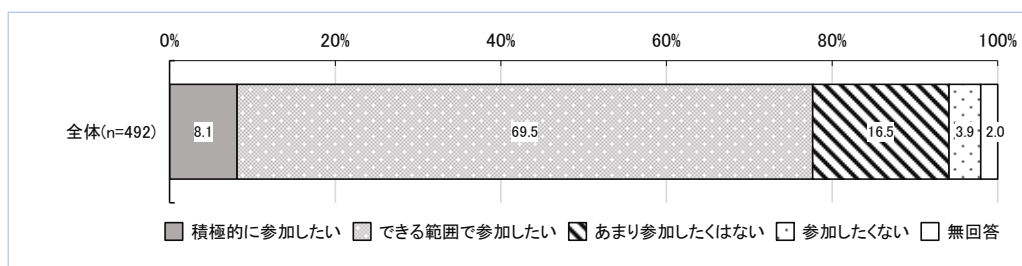 0% 20% 40% 60% 80% 100%
全体(n=492) 8.1 69.5 16.5 3.9 2.0
積極的に参加したい できる範囲で参加したい あまり参加したくはない 参加したくない 無回答